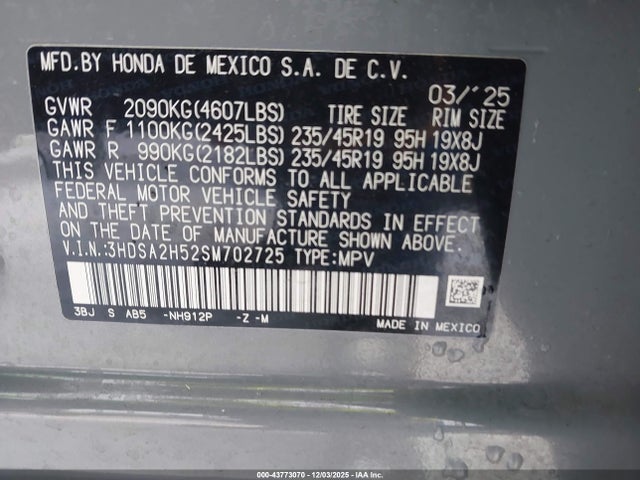 MFD.BY HONDA DE MEXICO S.A. DE C.V.
03/'25
GVWR 2090KG(4607LBS) TIRE SIZE RIM SIZE
GAWR F 1100KG(2425LBS) 235/45R19 95H 19X8J
GAWR R 990KG(2182LBS) 235/45R19 95H 19X8J
THIS VEHICLE CONFORMS TO ALL APPLICABLE
FEDERAL MOTOR VEHICLE SAFETY
AND THEFT PREVENTION STANDARDS IN EFFECT
ON THE DATE OF MANUFACTURE SHOWN ABOVE.
V.I.N.:3HDSA2H52SM702725 TYPE:MPV
3BJ S AB5 -NH912P -Z -M
MADE IN MEXICO
000-43773070 - 12/03/2025 - IAA Inc.